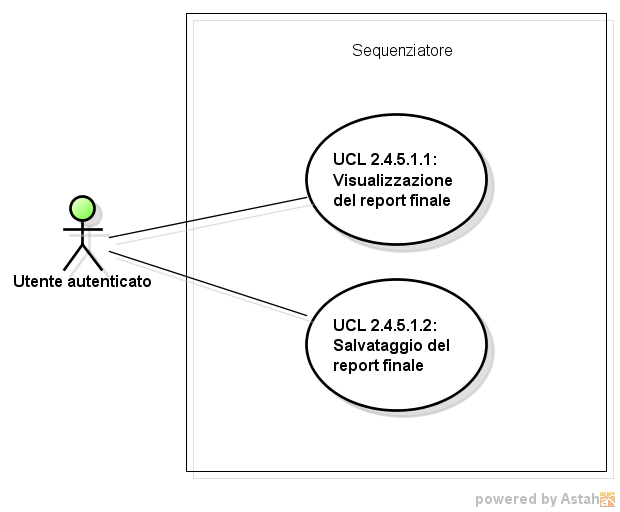 Sequenziatore
UCL 2.4.5.1.1:
Visualizzazione
del report finale
Utente autenticato
UCL 2.4.5.1.2:
Salvataggio del
report finale
powered by Astah